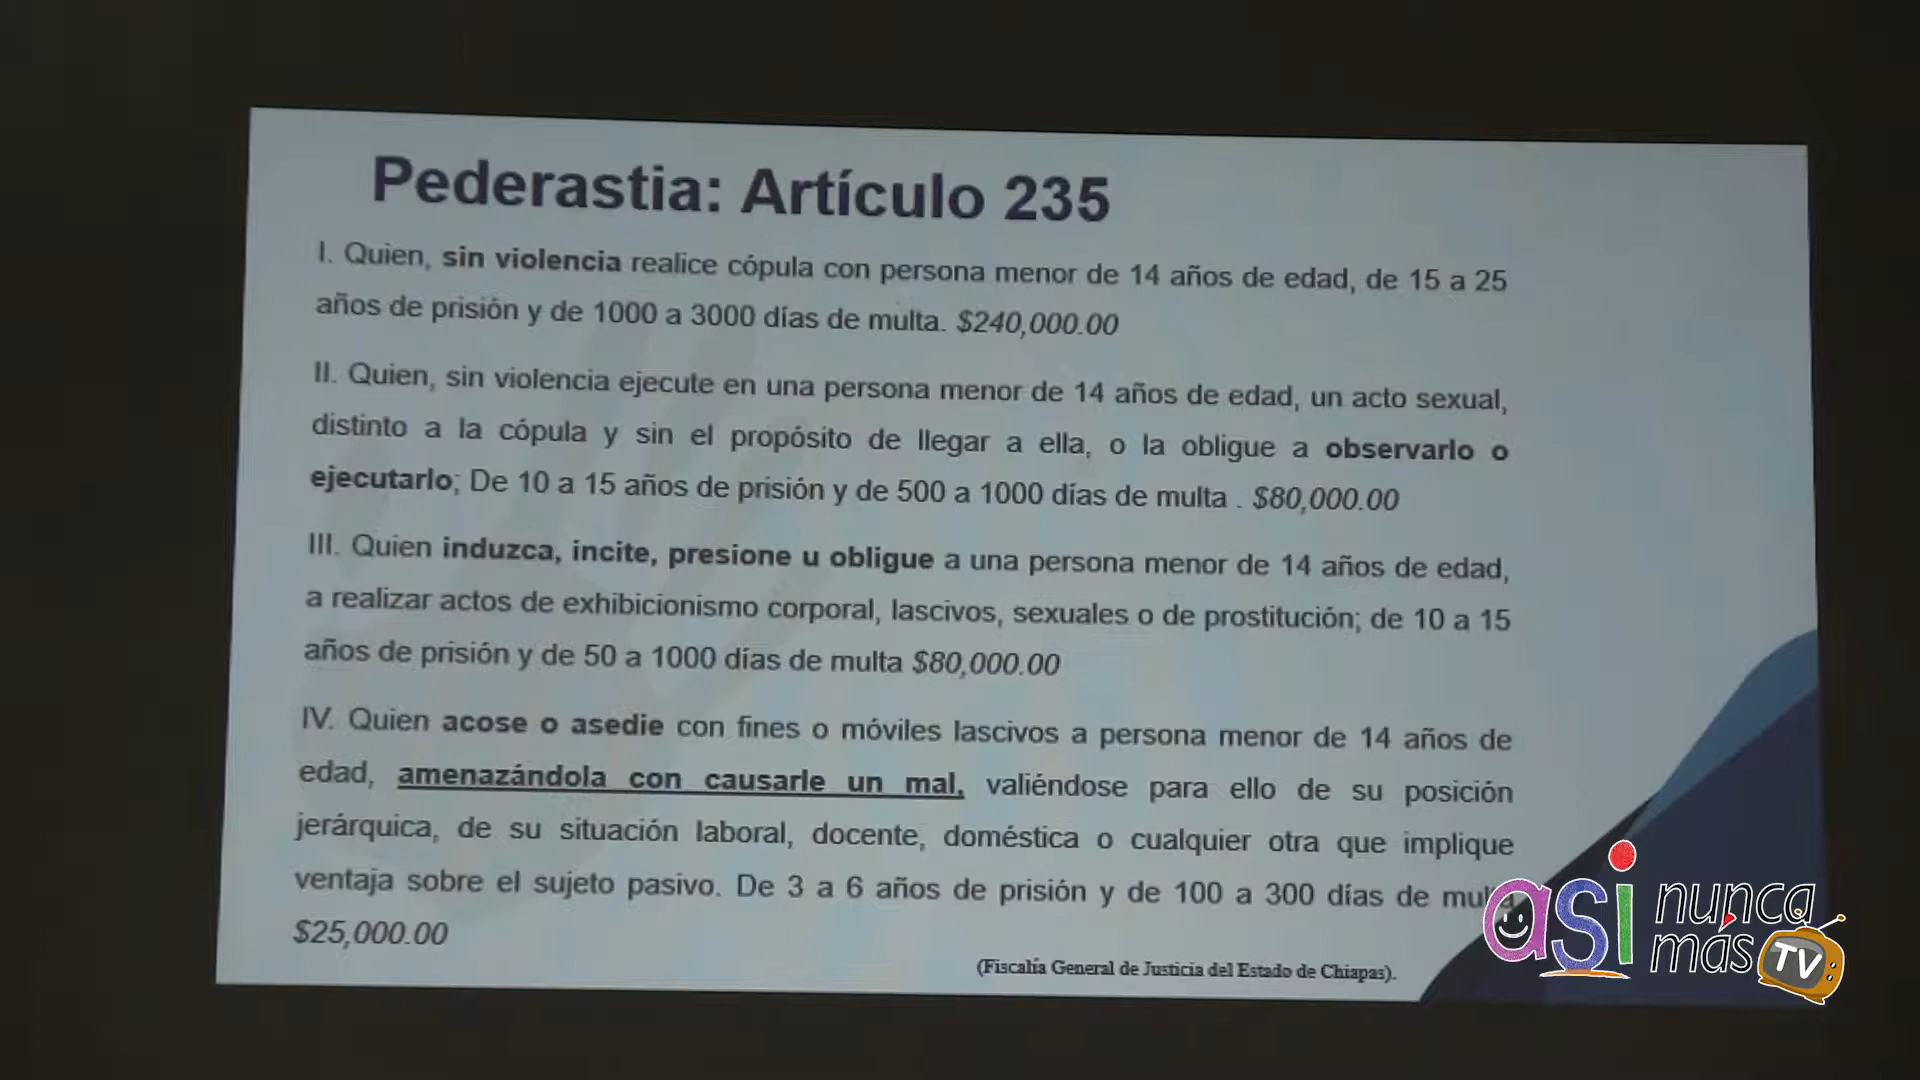 Pederastia: Artículo 235
I. Quien, sin violencia realice cópula con persona menor de 14 años de edad, de 15 a 25
años de prisión y de 1000 a 3000 días de multa. $240,000.00
II. Quien, sin violencia ejecute en una persona menor de 14 años de edad, un acto sexual,
distinto a la cópula y sin el propósito de llegar a ella, o la obligue a observarlo o
ejecutarlo; De 10 a 15 años de prisión y de 500 a 1000 días de multa . $80,000.00
III. Quien induzca, incite, presione u obligue a una persona menor de 14 años de edad,
a realizar actos de exhibicionismo corporal, lascivos, sexuales o de prostitución; de 10 a 15
años de prisión y de 50 a 1000 días de multa $80,000.00
IV. Quien acose o asedie con fines o móviles lascivos a persona menor de 14 años de
edad, amenazándola con causarle un mal, valiéndose para ello de su posición
jerárquica, de su situación laboral, docente, doméstica o cualquier otra que implique
ventaja sobre el sujeto pasivo. De 3 a 6 años de prisión y de 100 a 300 días de multa
$25,000.00
(Fiscalía General de Justicia del Estado de Chiapas).
asi nunca
más TV